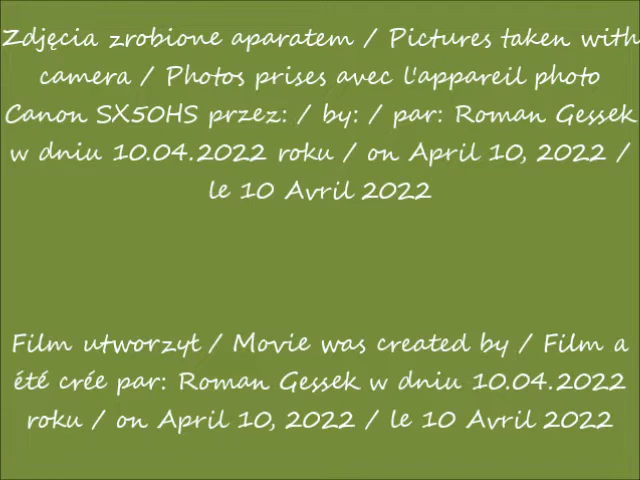 Zdjęcia zrobione aparatem / Pictures taken with
camera / Photos prises avec l'appareil photo
Canon SX50HS przez: / by: / par: Roman Gessek
w dniu 10.04.2022 roku / on April 10, 2022 /
le 10 Avril 2022
Film utworzył / Movie was created by / Film a
été crée par: Roman Gessek w dniu 10.04.2022
roku / on April 10, 2022 / le 10 Avril 2022